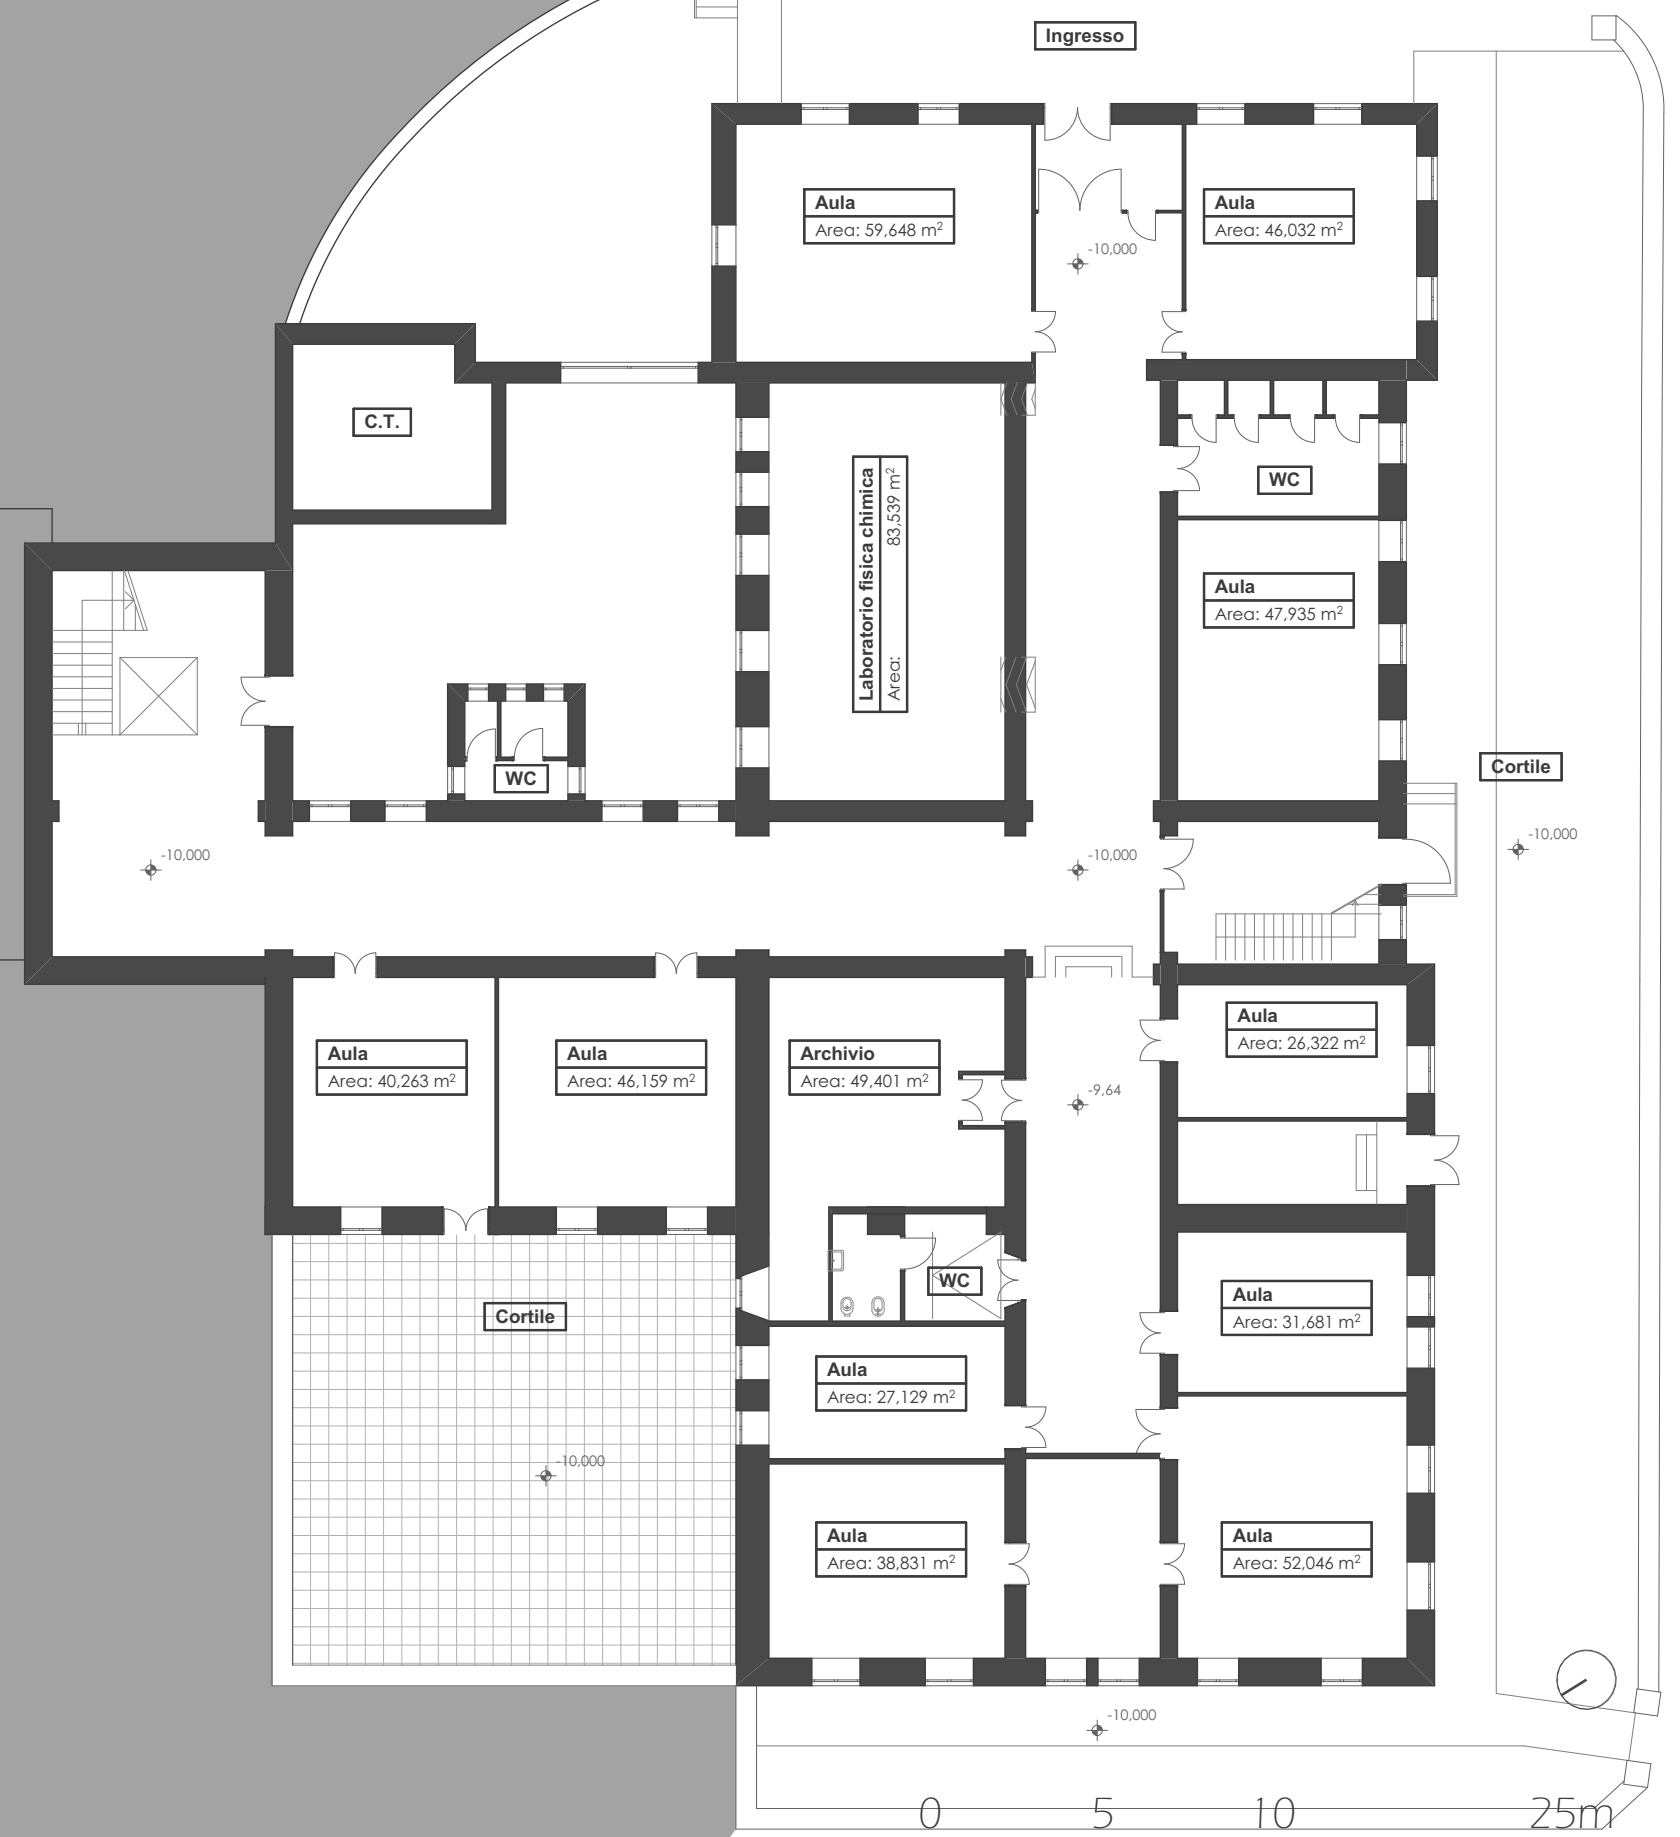 Ingresso
Aula
Area: 59,648 m²
Aula
Area: 46,032 m²
-10,000
C.T.
WC
Laboratorio fisica chimica
Area: 83,539 m²
Aula
Area: 47,935 m²
WC
Cortile
-10,000
-10,000
-10,000
Aula
Area: 26,322 m²
Aula
Area: 40,263 m²
Aula
Area: 46,159 m²
Archivio
Area: 49,401 m²
-9,64
WC
Aula
Area: 31,681 m²
Cortile
Aula
Area: 27,129 m²
-10,000
Aula
Area: 38,831 m²
Aula
Area: 52,046 m²
-10,000
0 5 10 25m